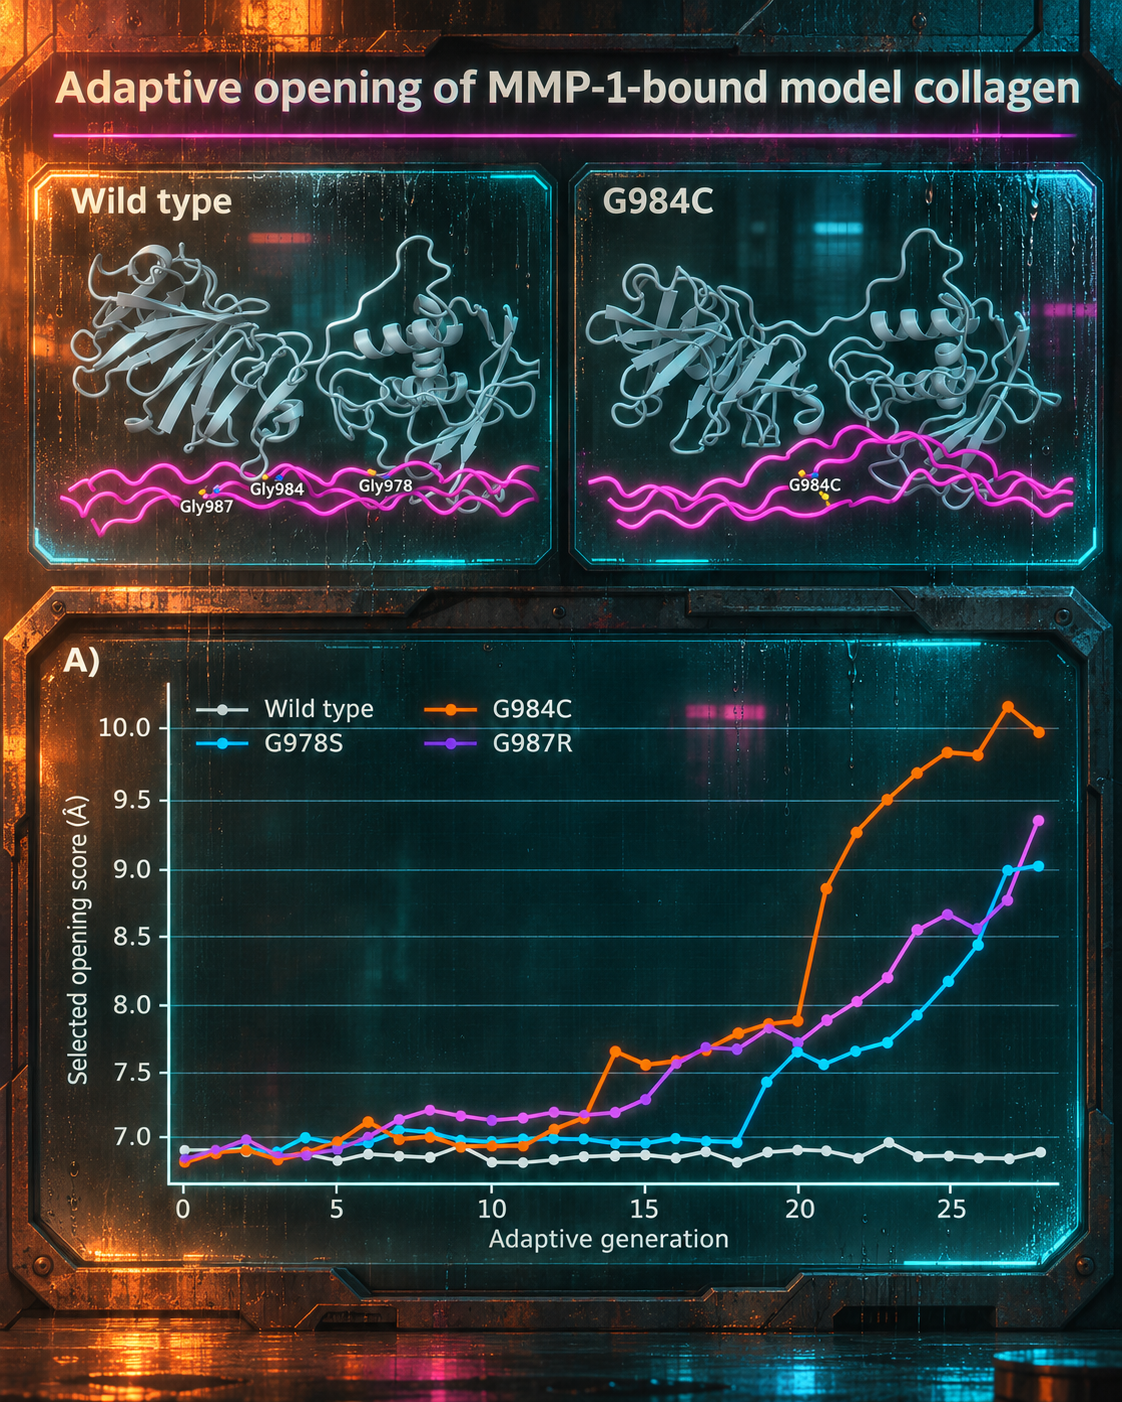 Adaptive opening of MMP-1-bound model collagen
Wild type
Gly987
Gly984
Gly978
G984C
G984C
A)
Wild type
G978S
G984C
G987R
Selected opening score (Å)
10.0
9.5
9.0
8.5
8.0
7.5
7.0
0 5 10 15 20 25
Adaptive generation